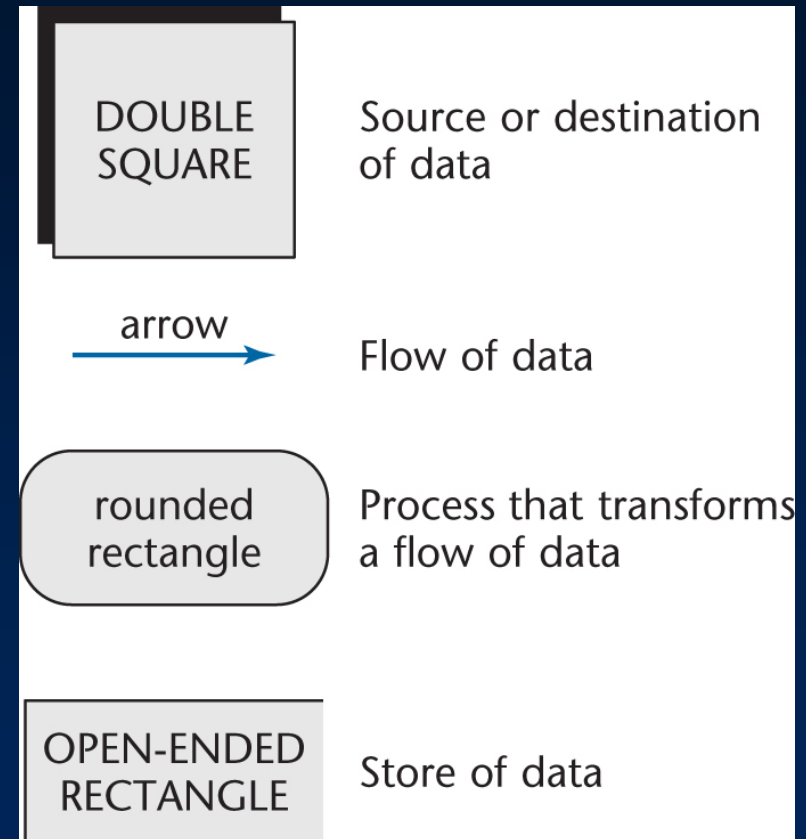 DOUBLE
SQUARE
Source or destination
of data
arrow
Flow of data
rounded
rectangle
Process that transforms
a flow of data
OPEN-ENDED
RECTANGLE
Store of data